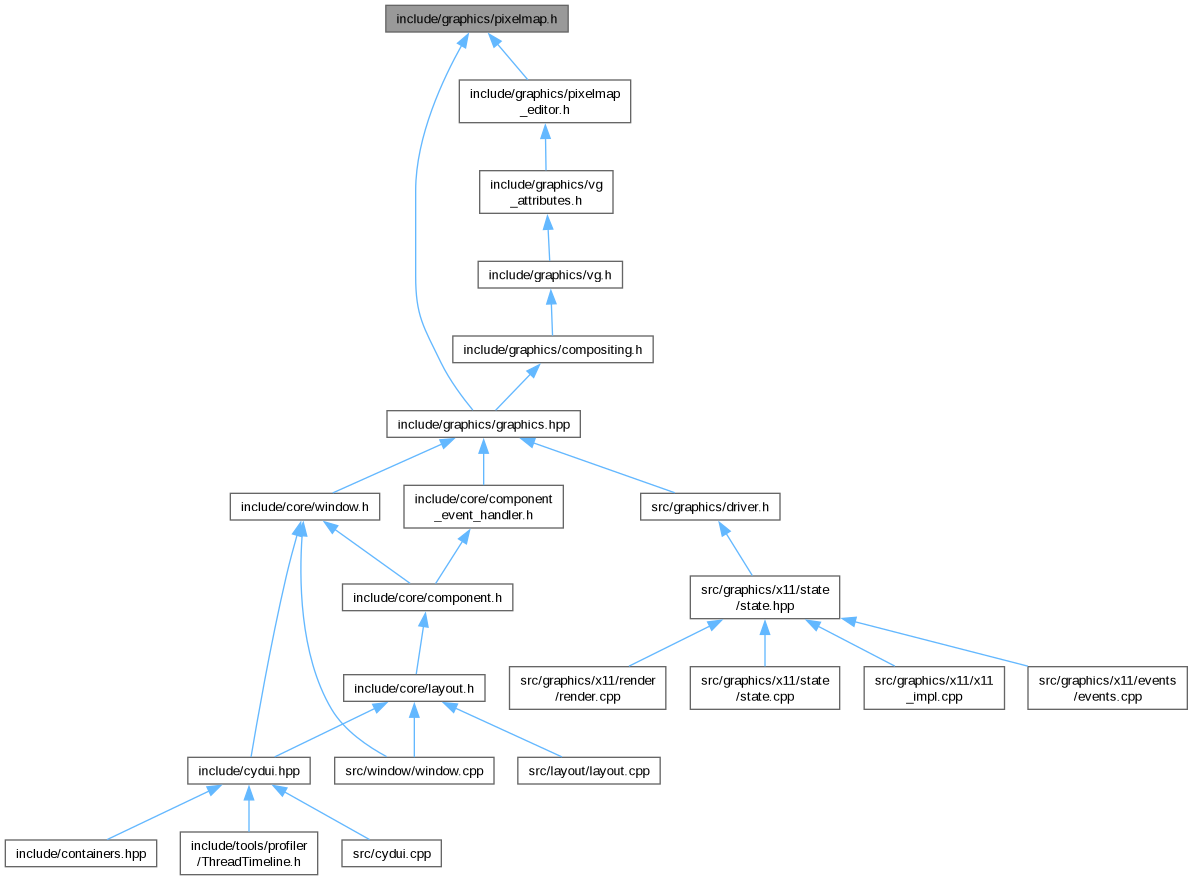 include/graphics/pixelmap.h
include/graphics/pixelmap
_editor.h
include/graphics/vg
_attributes.h
include/graphics/vg.h
include/graphics/compositing.h
include/graphics/graphics.hpp
include/core/window.h
include/core/component
_event_handler.h
src/graphics/driver.h
include/core/component.h
src/graphics/x11/state
/state.hpp
include/core/layout.h
src/graphics/x11/render
/render.cpp
src/graphics/x11/state
/state.cpp
src/graphics/x11/x11
_impl.cpp
src/graphics/x11/events
/events.cpp
include/cydui.hpp
src/window/window.cpp
src/layout/layout.cpp
include/containers.hpp
include/tools/profiler
/ThreadTimeline.h
src/cydui.cpp